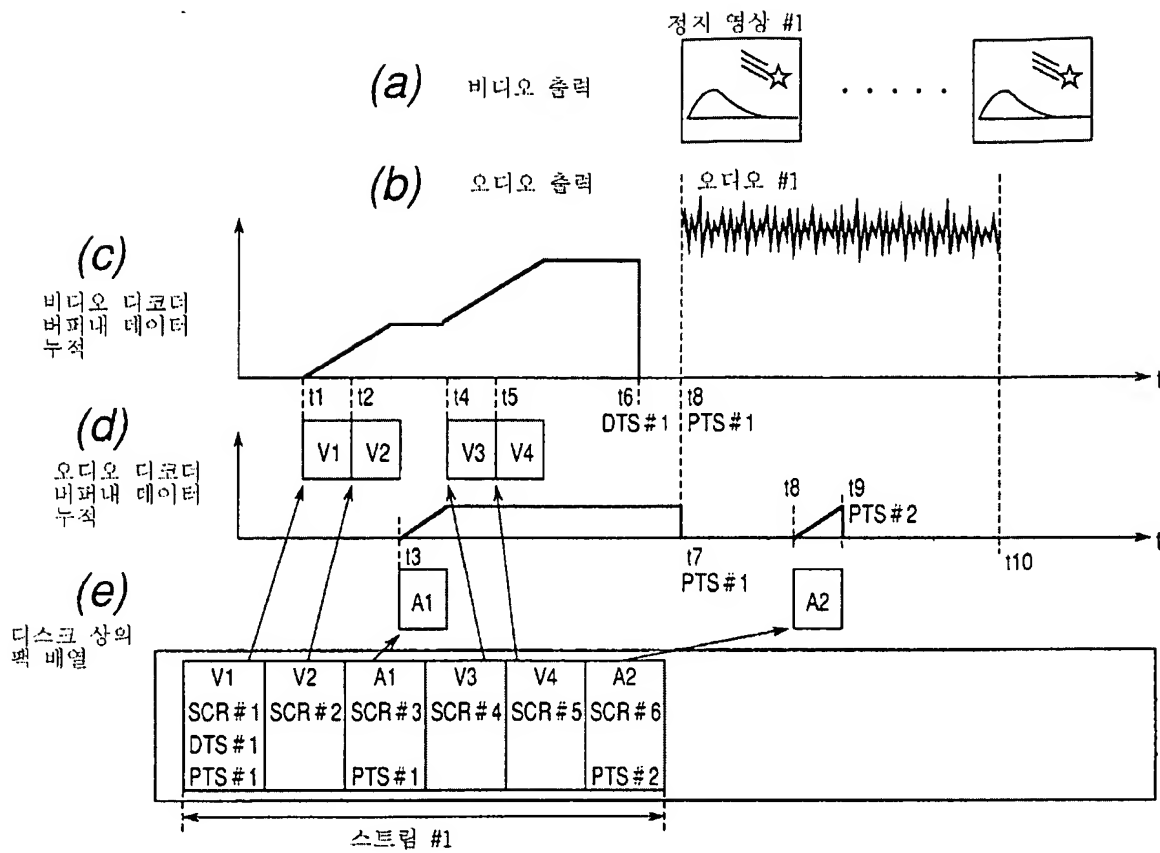 정지 영상 #1
(a) 비디오 출력
(b) 오디오 출력
오디오 #1
(c)
비디오 디코더
버퍼내 데이터
누적
t
t1 t2 t4 t5 t6 t8
DTS#1 PTS#1
(d)
V1 V2 V3 V4
오디오 디코더
버퍼내 데이터
누적
t8 t9
PTS#2
t
t3 t7 t10
PTS#1
(e)
A1 A2
디스크 상의
팩 배열
V1 V2 A1 V3 V4 A2
SCR#1 SCR#2 SCR#3 SCR#4 SCR#5 SCR#6
DTS#1
PTS#1 PTS#1 PTS#2
스트림 #1